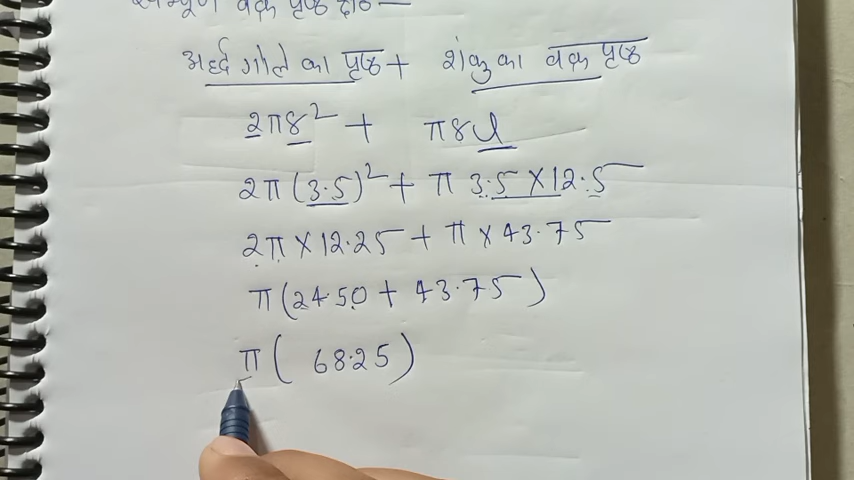 वक्र पृष्ठ
अर्द्ध गोले का पृष्ठ + शंकु का वक्र पृष्ठ
2πr² + πrl
2π(3.5)² + π 3.5 × 12.5
2π × 12.25 + π × 43.75
π(24.50 + 43.75)
π( 68.25)